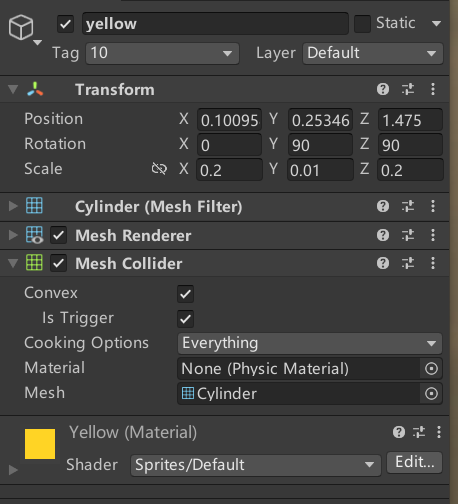 yellow Static
Tag 10 Layer Default
Transform
Position X 0.10095 Y 0.25346 Z 1.475
Rotation X 0 Y 90 Z 90
Scale X 0.2 Y 0.01 Z 0.2
Cylinder (Mesh Filter)
Mesh Renderer
Mesh Collider
Convex
Is Trigger
Cooking Options Everything
Material None (Physic Material)
Mesh Cylinder
Yellow (Material)
Shader Sprites/Default Edit...